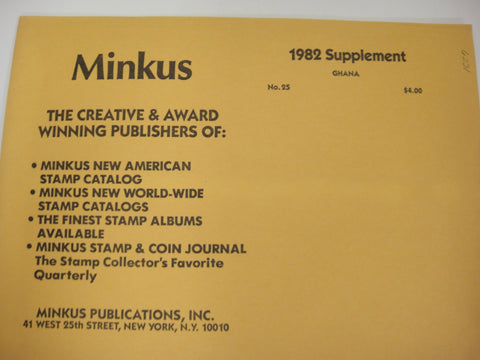 Minkus
1982 Supplement
GHANA
No. 25 $4.00
THE CREATIVE & AWARD
WINNING PUBLISHERS OF:
• MINKUS NEW AMERICAN
STAMP CATALOG
• MINKUS NEW WORLD-WIDE
STAMP CATALOGS
• THE FINEST STAMP ALBUMS
AVAILABLE
• MINKUS STAMP & COIN JOURNAL
The Stamp Collector's Favorite
Quarterly
MINKUS PUBLICATIONS, INC.
41 WEST 25th STREET, NEW YORK, N.Y. 10010